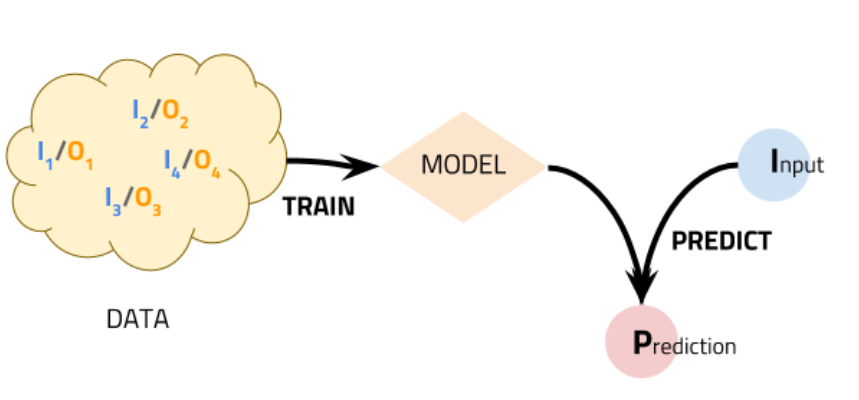 I2/O2
I1/O1
I4/O4
I3/O3
TRAIN
DATA
MODEL
Input
PREDICT
Prediction